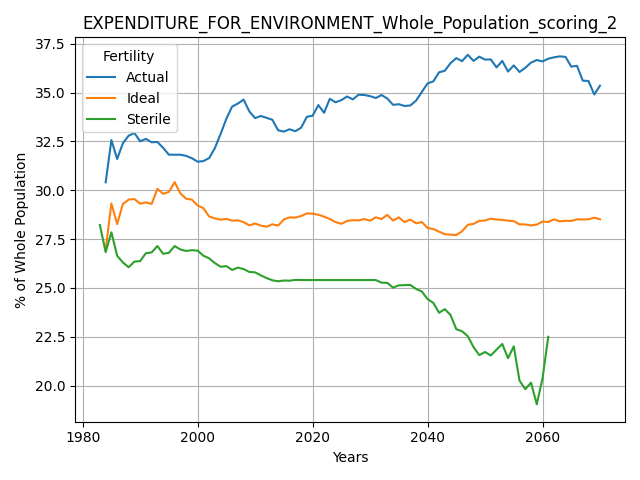 EXPENDITURE_FOR_ENVIRONMENT_Whole_Population_scoring_2
Fertility
Actual
Ideal
Sterile
% of Whole Population
37.5
35.0
32.5
30.0
27.5
25.0
22.5
20.0
1980 2000 2020 2040 2060
Years